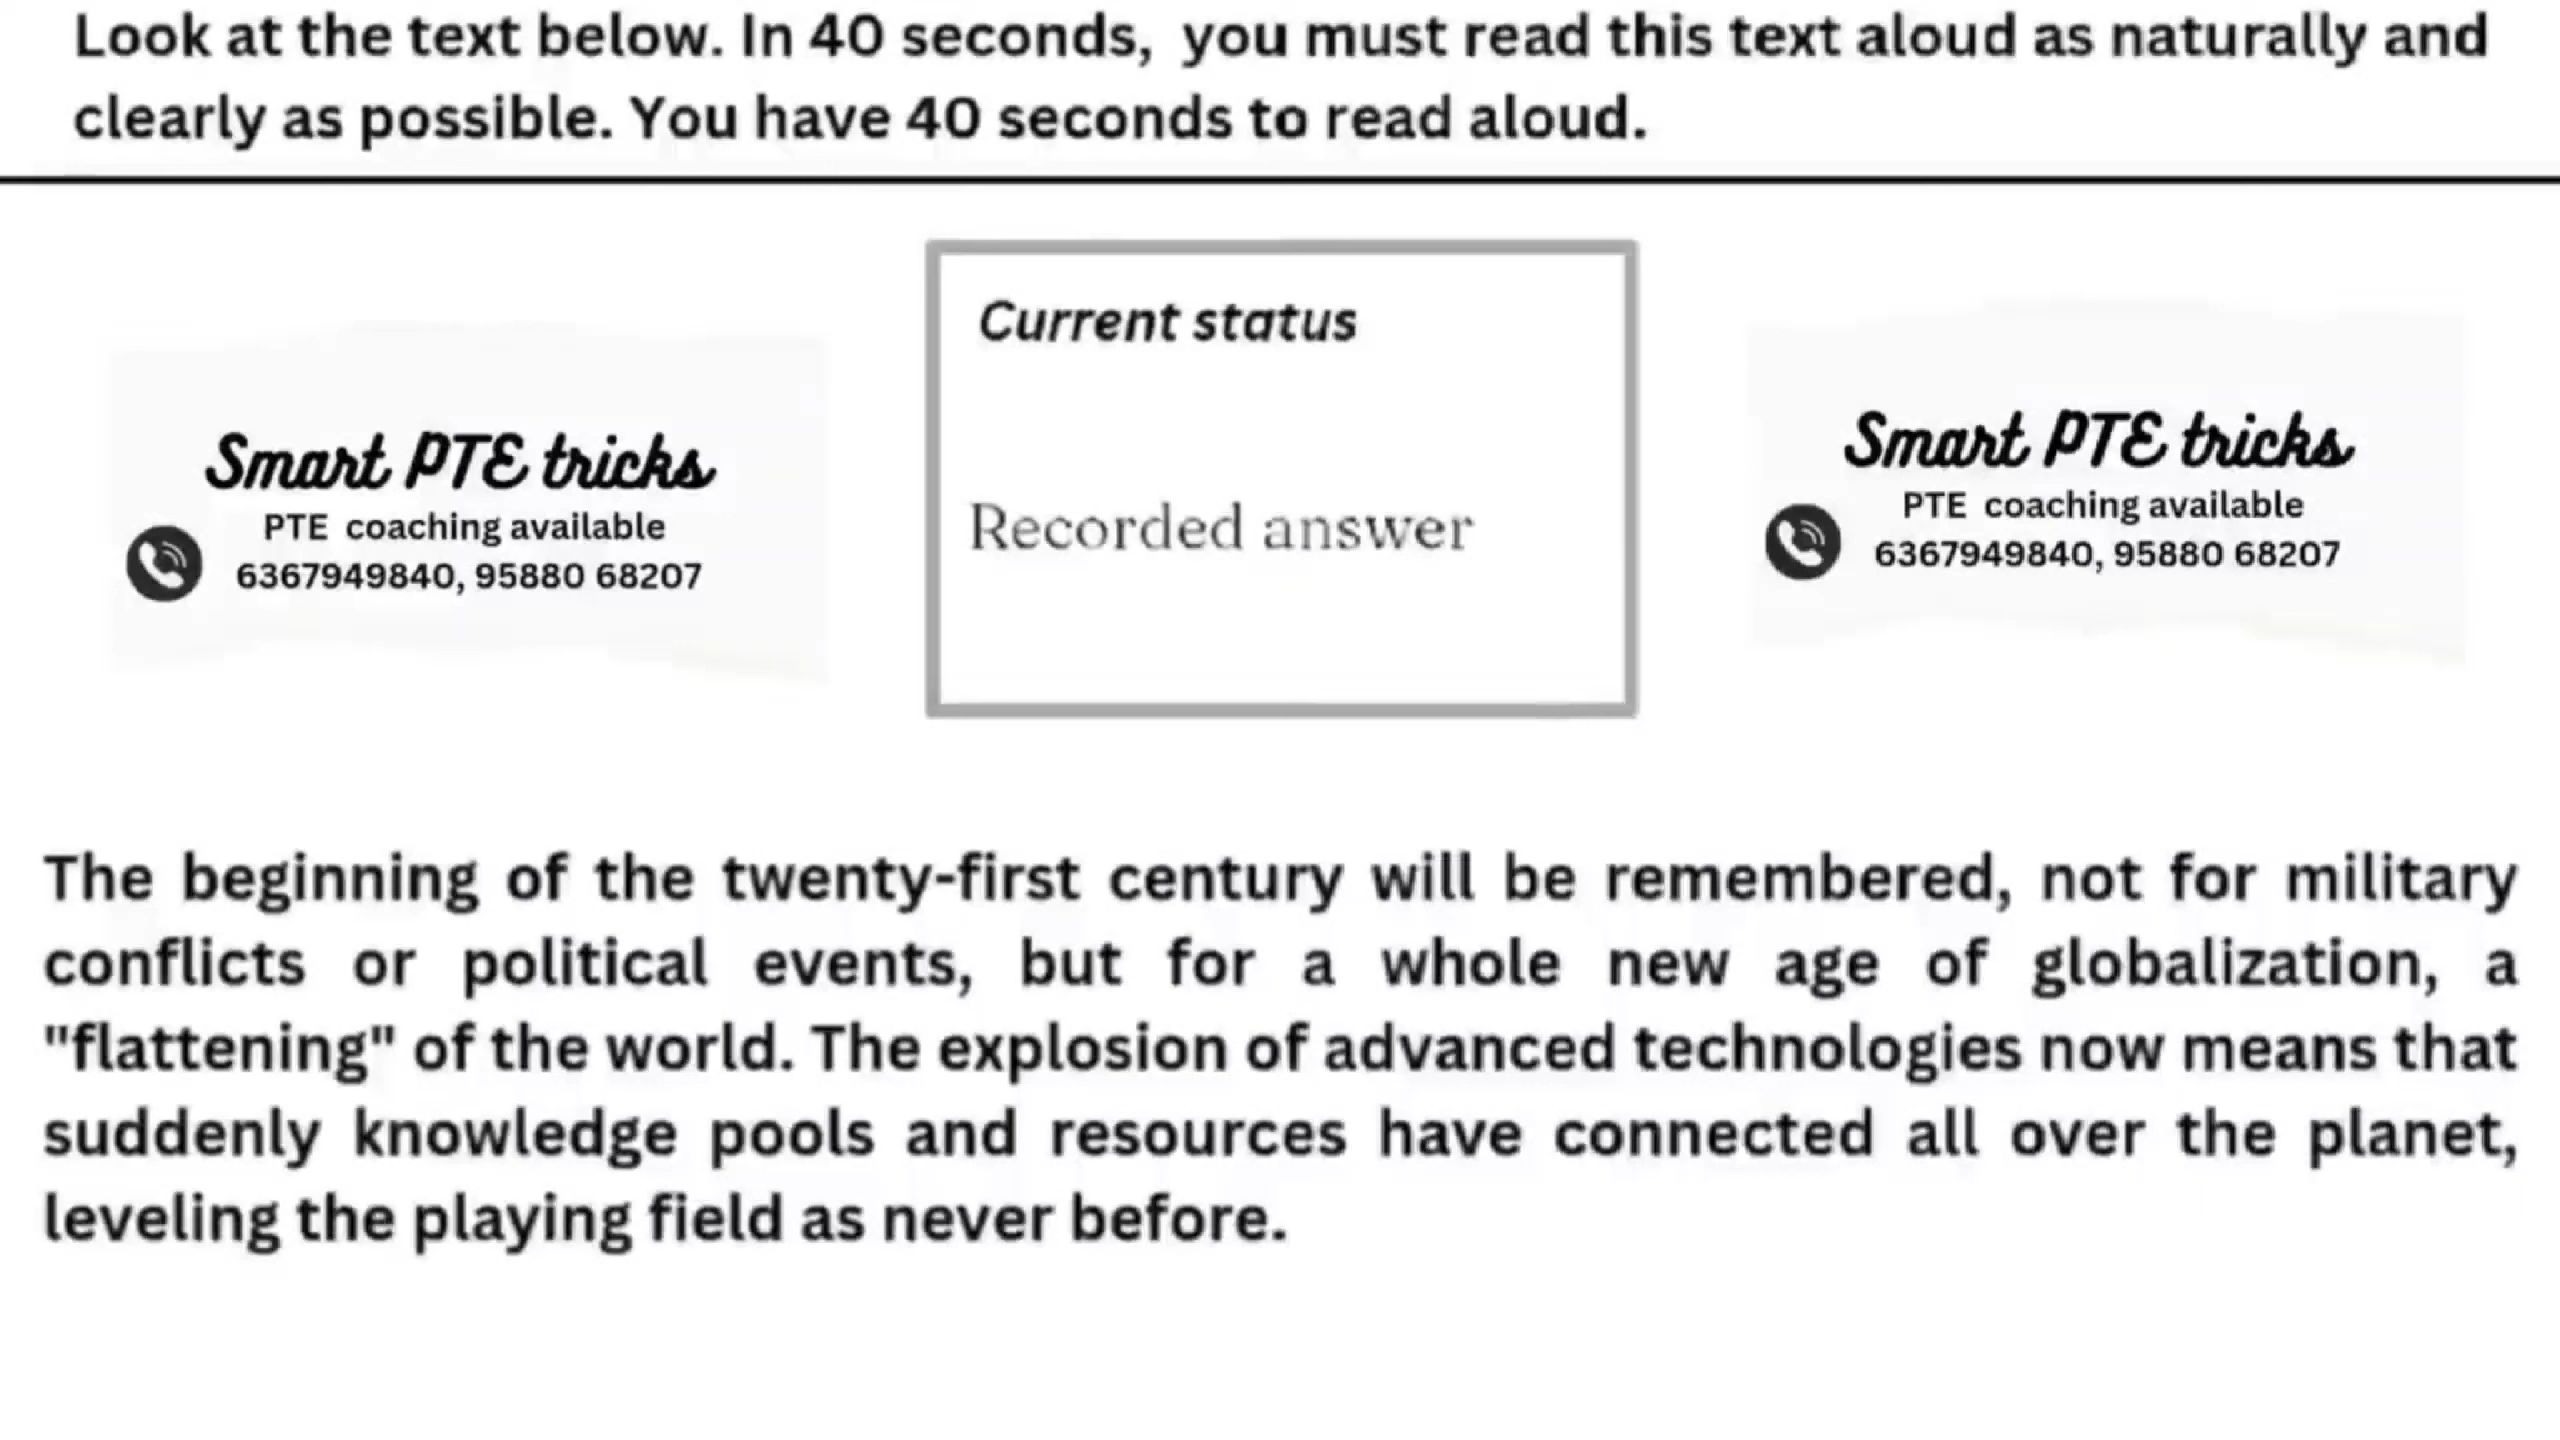 Look at the text below. In 40 seconds, you must read this text aloud as naturally and
clearly as possible. You have 40 seconds to read aloud.
Current status
Recorded answer
Smart PTE tricks
PTE coaching available
6367949840, 95880 68207
Smart PTE tricks
PTE coaching available
6367949840, 95880 68207
The beginning of the twenty-first century will be remembered, not for military
conflicts or political events, but for a whole new age of globalization, a
"flattening" of the world. The explosion of advanced technologies now means that
suddenly knowledge pools and resources have connected all over the planet,
leveling the playing field as never before.